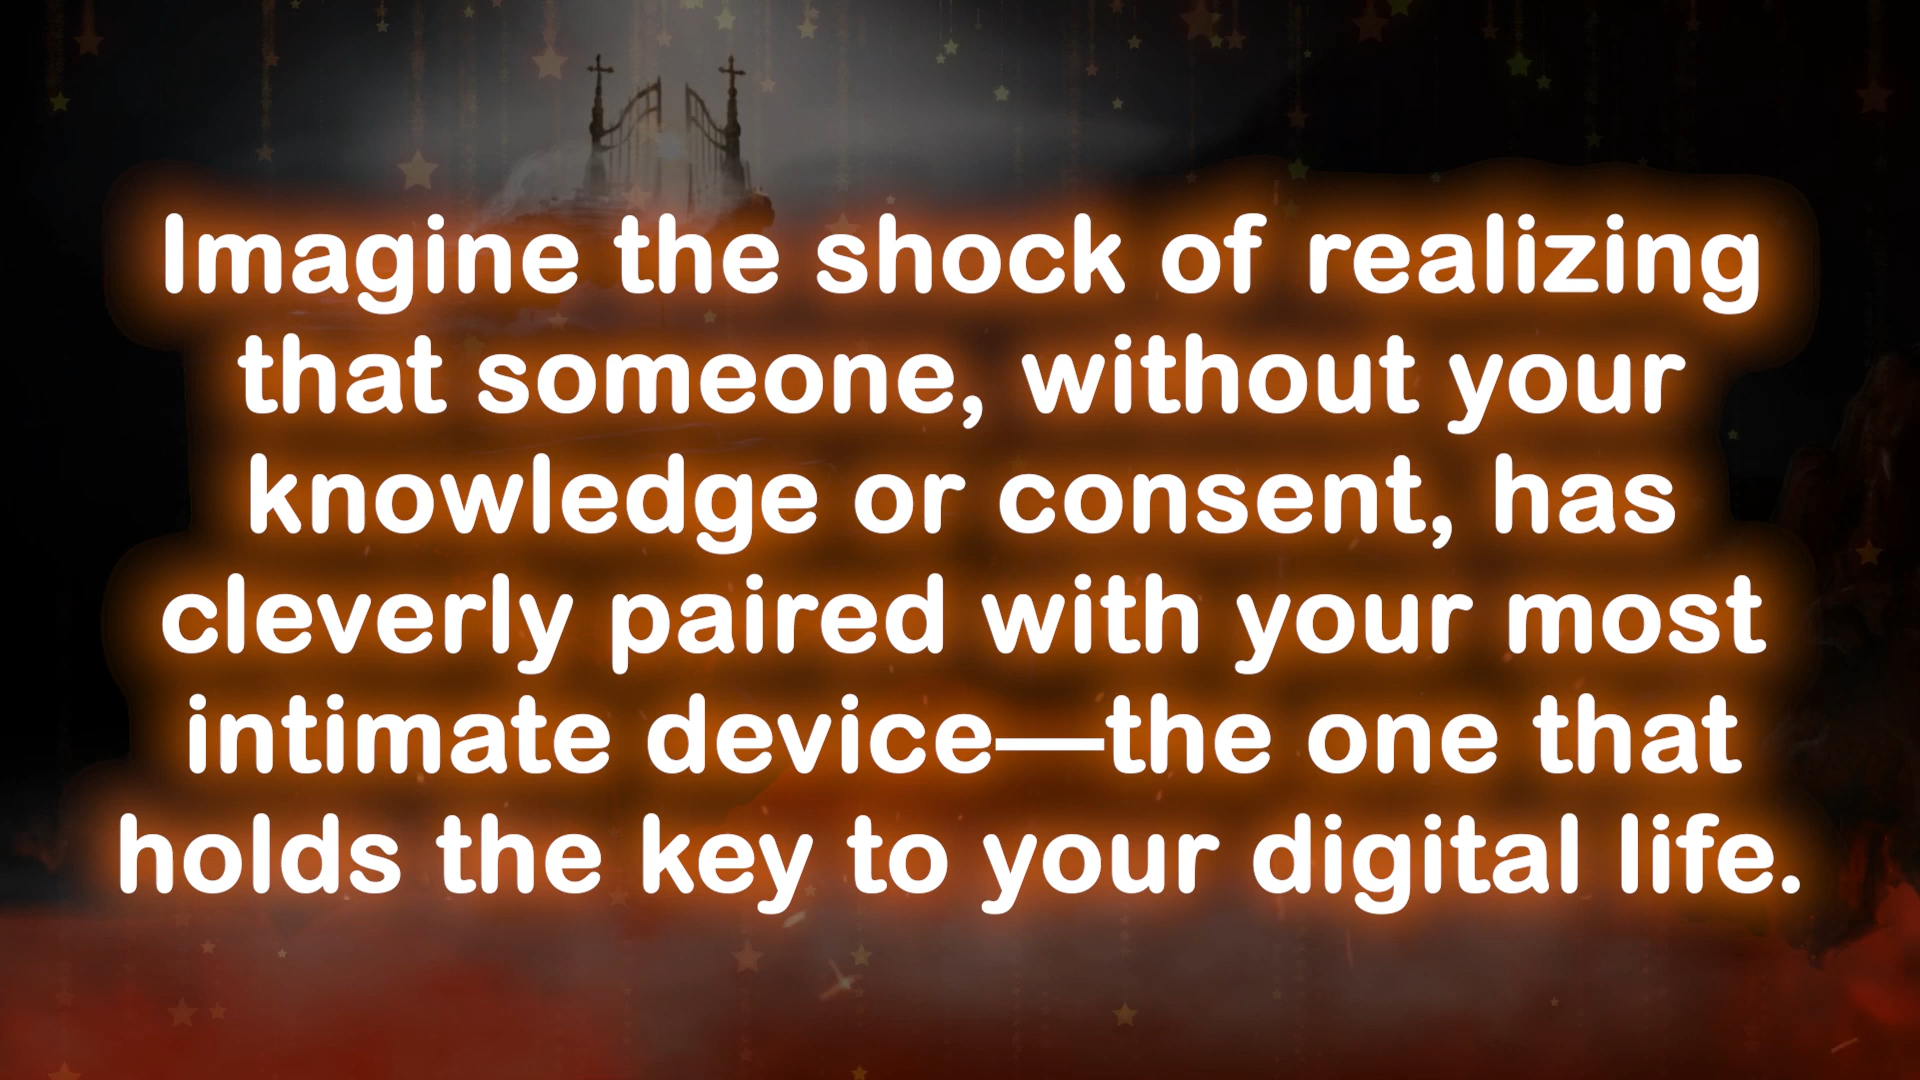 Imagine the shock of realizing
that someone, without your
knowledge or consent, has
cleverly paired with your most
intimate device—the one that
holds the key to your digital life.